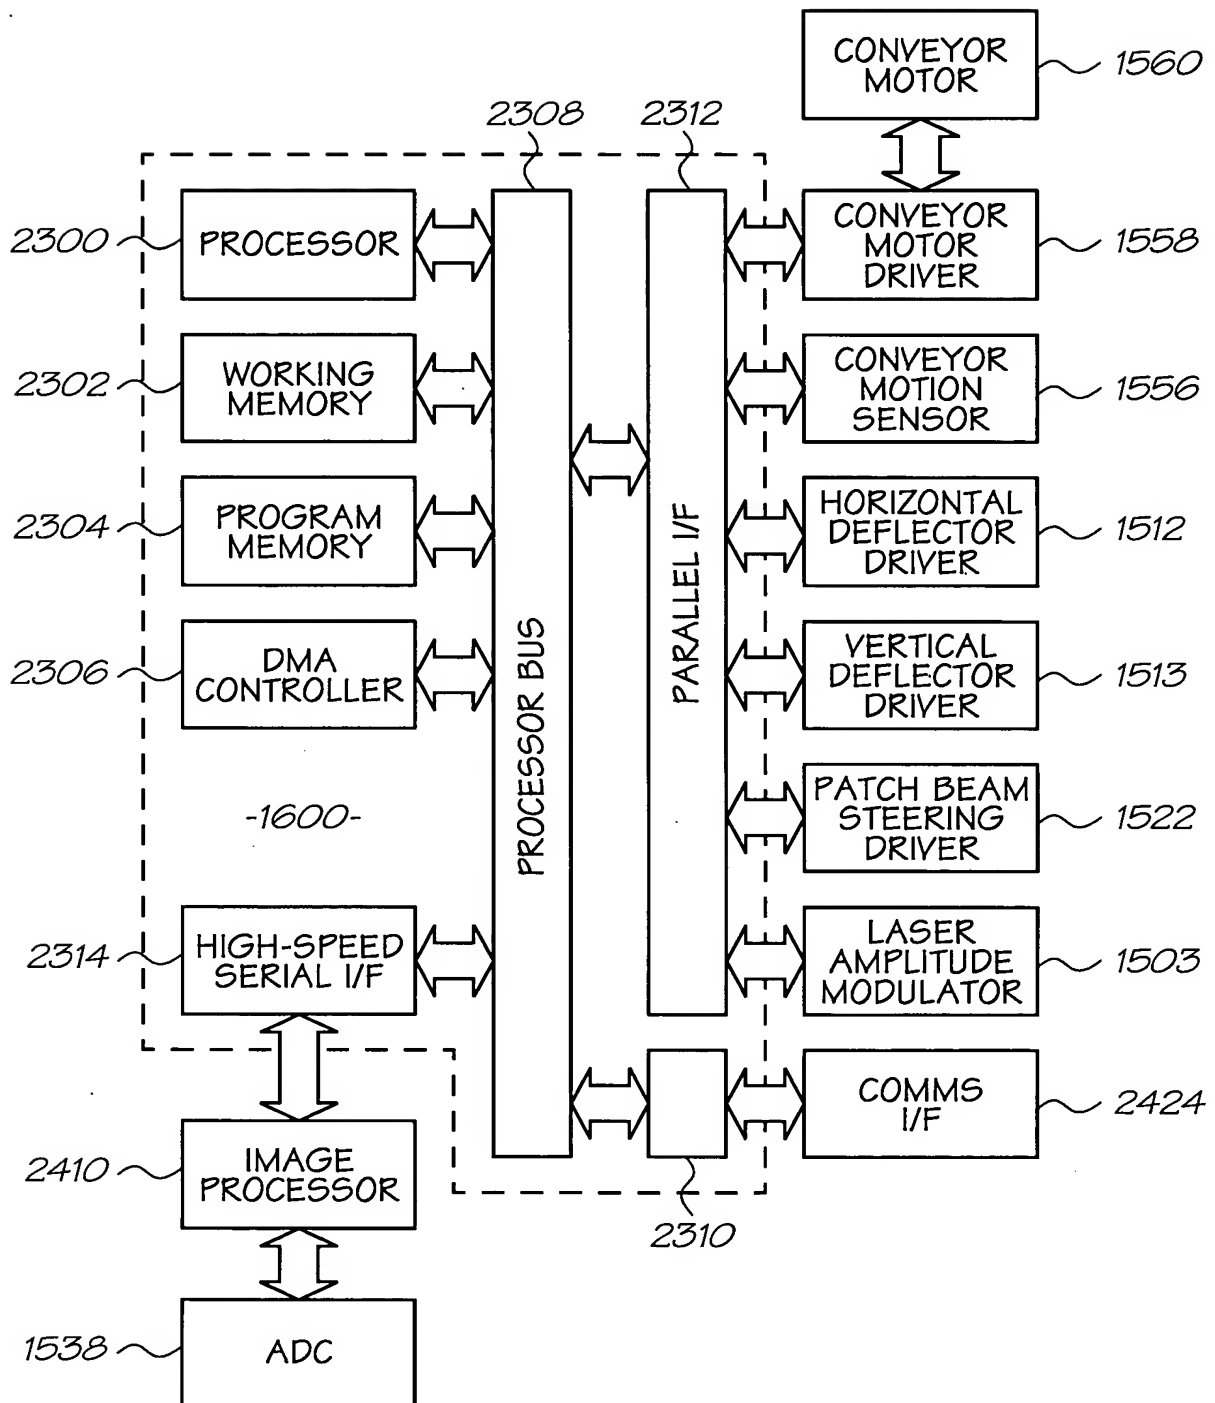 CONVEYOR
MOTOR
1560
2308
2312
2300
PROCESSOR
CONVEYOR
MOTOR
DRIVER
1558
2302
WORKING
MEMORY
CONVEYOR
MOTION
SENSOR
1556
2304
PROGRAM
MEMORY
HORIZONTAL
DEFLECTOR
DRIVER
1512
2306
DMA
CONTROLLER
PROCESSOR BUS
PARALLEL I/F
VERTICAL
DEFLECTOR
DRIVER
1513
-1600-
PATCH BEAM
STEERING
DRIVER
1522
2314
HIGH-SPEED
SERIAL I/F
LASER
AMPLITUDE
MODULATOR
1503
COMMS
I/F
2424
2410
IMAGE
PROCESSOR
2310
1538
ADC